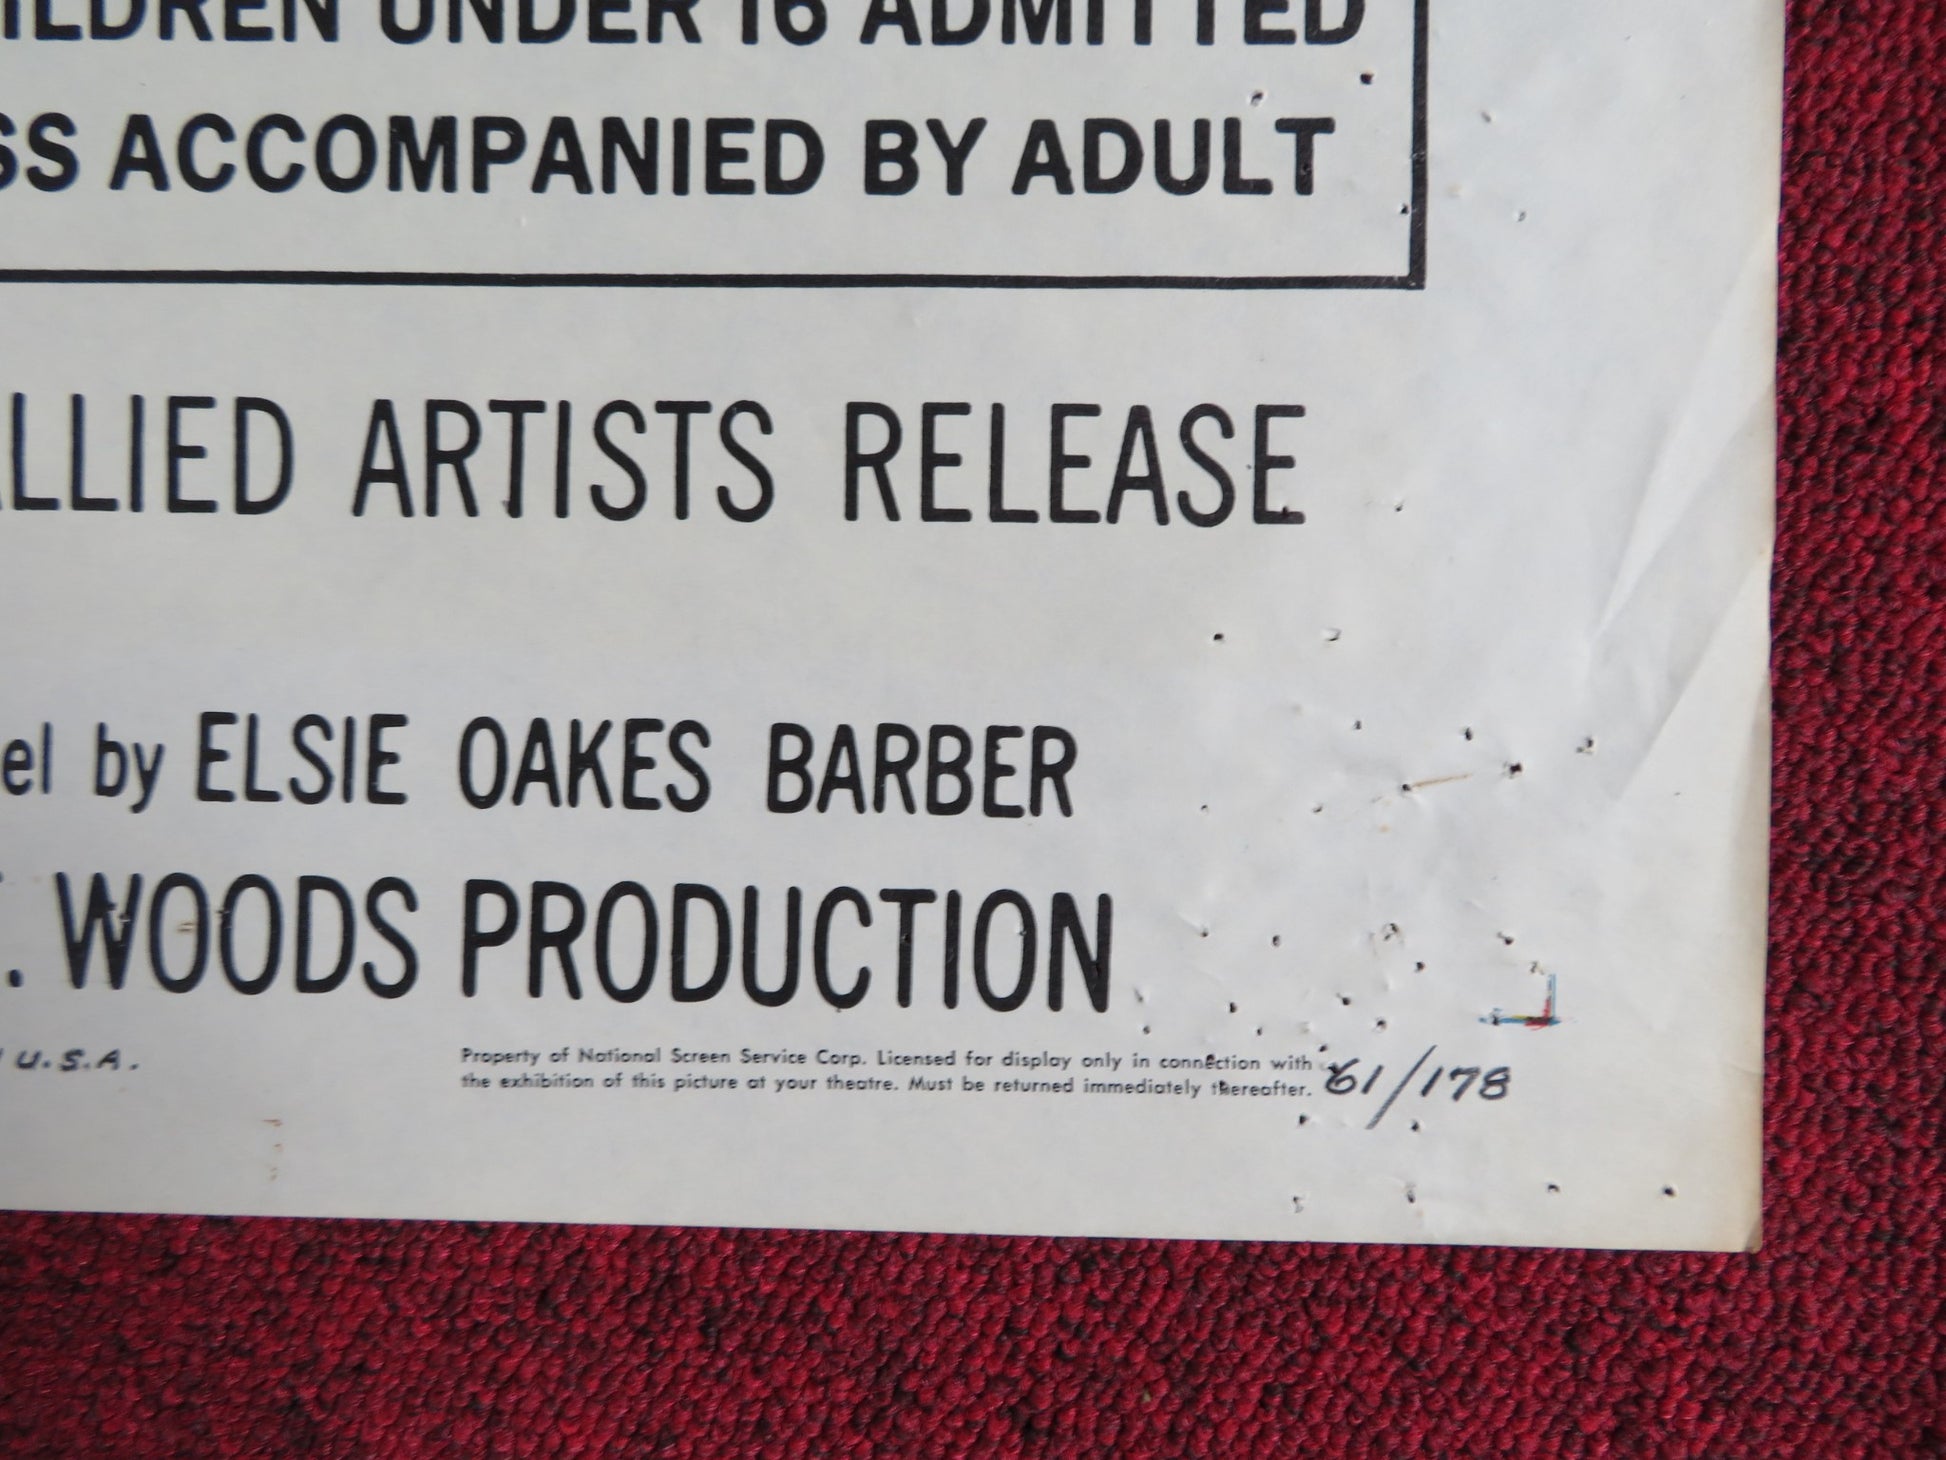 ILDREN UNDER 16 ADMITTED
SS ACCOMPANIED BY ADULT
ALLIED ARTISTS RELEASE
el by ELSIE OAKES BARBER
. WOODS PRODUCTION
U.S.A.
Property of National Screen Service Corp. Licensed for display only in connection with
the exhibition of this picture at your theatre. Must be returned immediately thereafter.
61/178